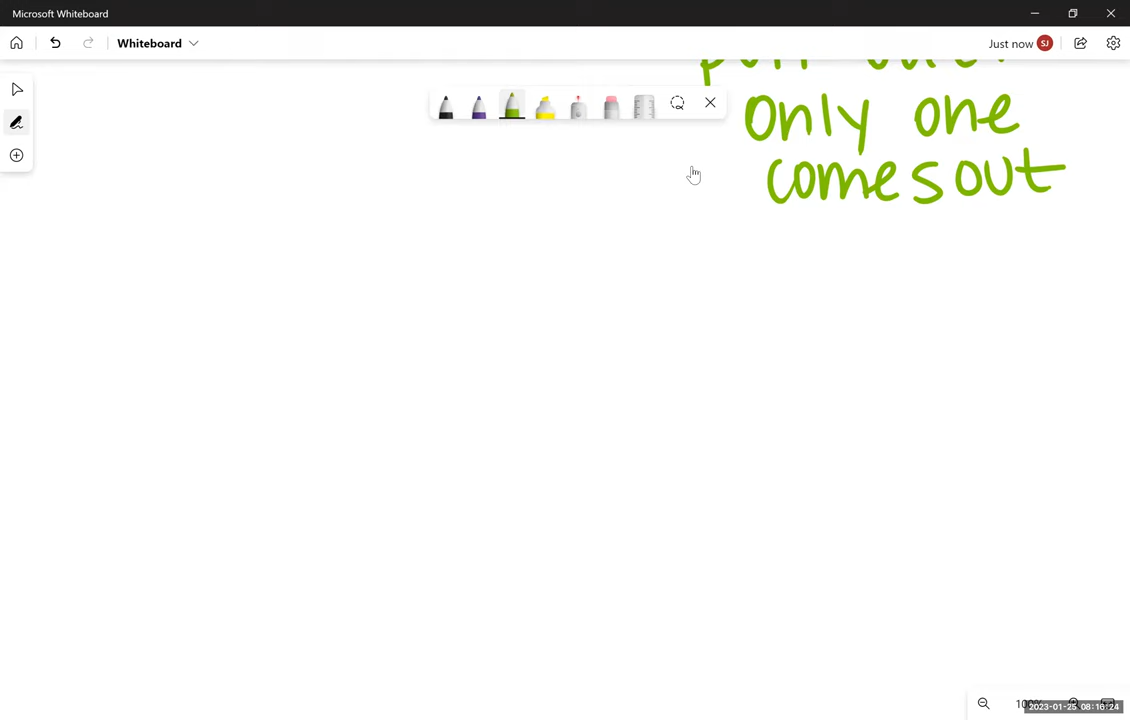 Microsoft Whiteboard
Whiteboard
Just now SJ
only one
comes out
2023-01-25 08:16:24